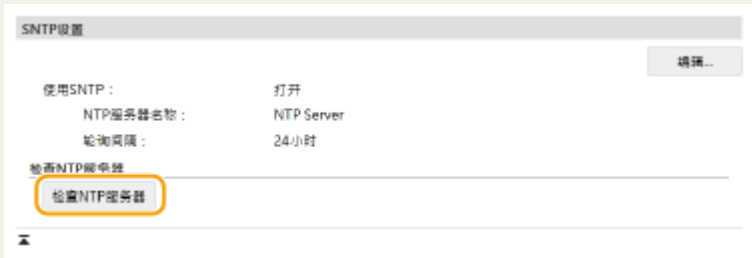 SNTP设置
编辑...
使用SNTP： 打开
NTP服务器名称： NTP Server
轮询间隔： 24小时
检查NTP服务器
检查NTP服务器